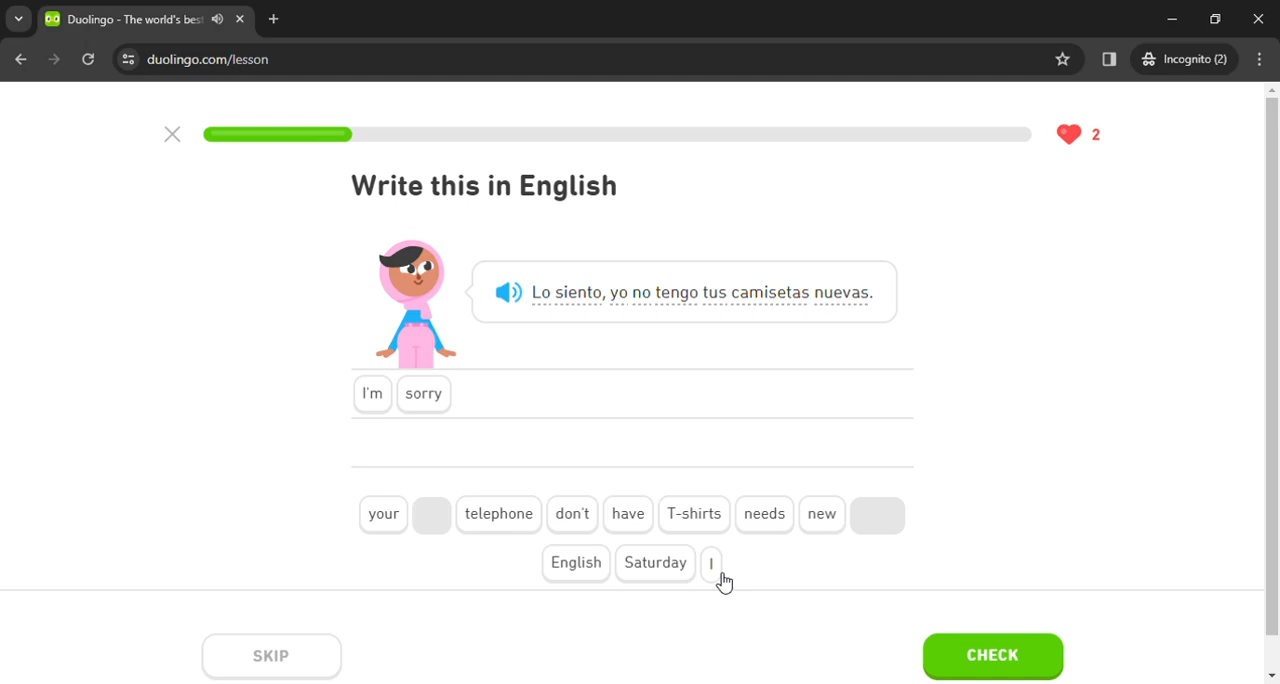 Duolingo - The world's bes
duolingo.com/lesson
Incognito (2)
2
Write this in English
Lo siento, yo no tengo tus camisetas nuevas.
I'm sorry
your telephone don't have T-shirts needs new
English Saturday I
SKIP CHECK